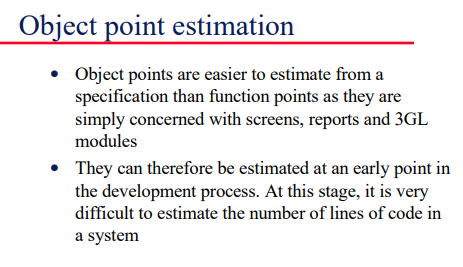 Object point estimation
• Object points are easier to estimate from a
specification than function points as they are
simply concerned with screens, reports and 3GL
modules
• They can therefore be estimated at an early point in
the development process. At this stage, it is very
difficult to estimate the number of lines of code in
a system